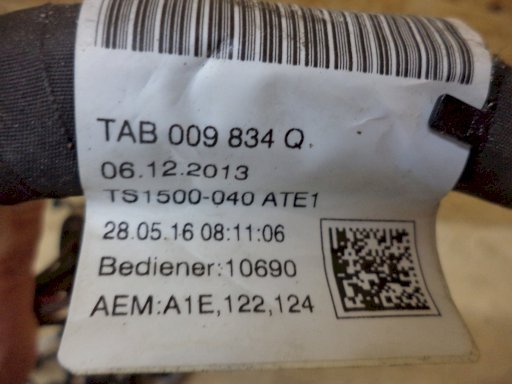 TAB 009 834 Q.
06.12.2013
TS1500-040 ATE1
28.05.16 08:11:06
Bediener:10690
AEM:A1E,122,124